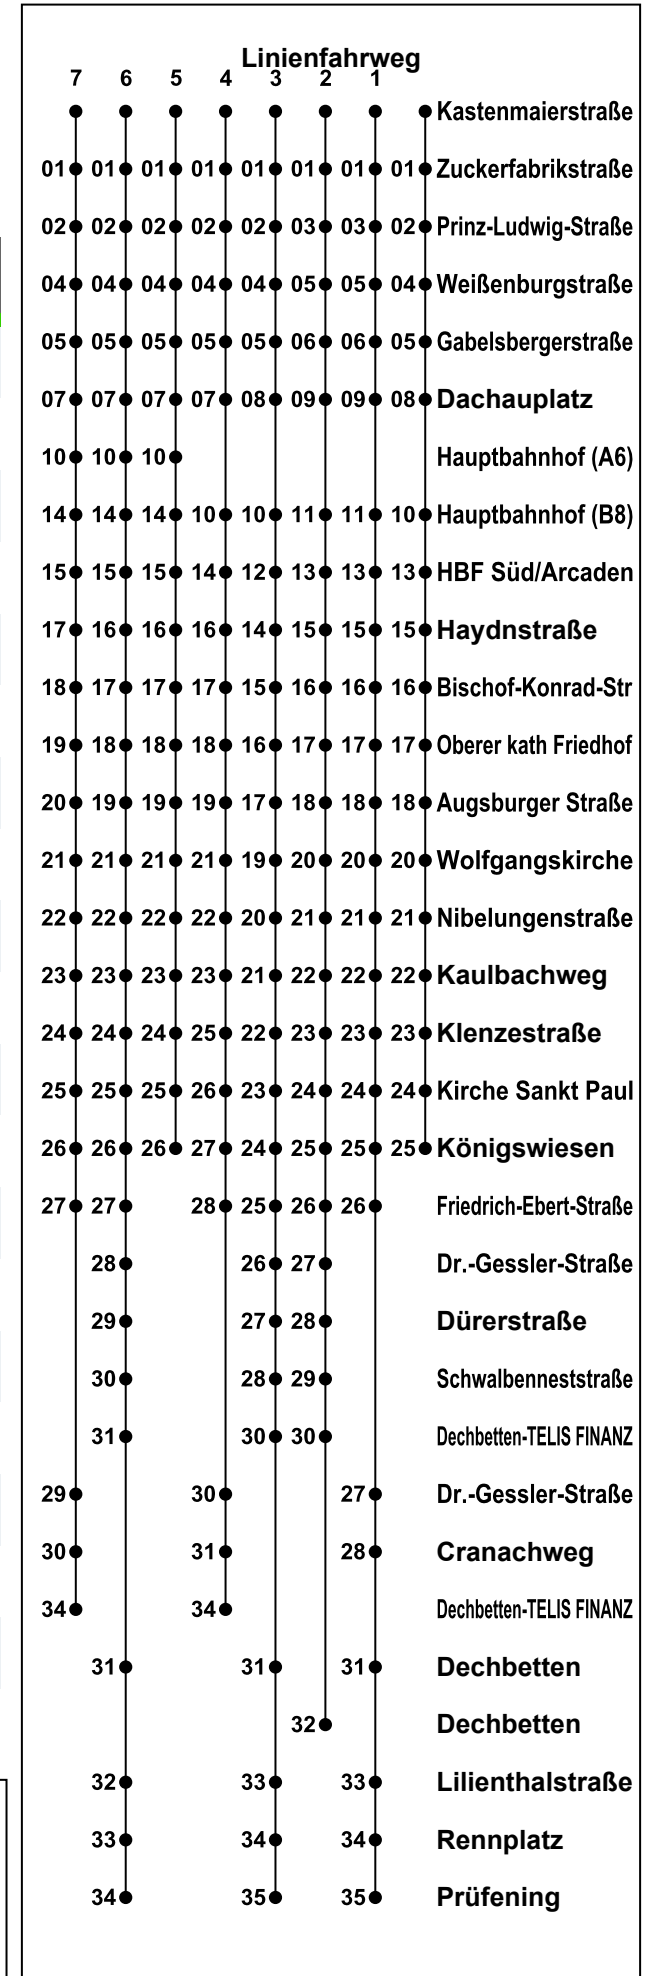 Linienfahrweg
7 6 5 4 3 2 1
Kastenmaierstraße
01 01 01 01 01 01 01 01 Zuckerfabrikstraße
02 02 02 02 02 03 03 02 Prinz-Ludwig-Straße
04 04 04 04 04 05 05 04 Weißenburgstraße
05 05 05 05 05 06 06 05 Gabelsbergerstraße
07 07 07 07 08 09 09 08 Dachauplatz
10 10 10 Hauptbahnhof (A6)
14 14 14 10 10 11 11 10 Hauptbahnhof (B8)
15 15 15 14 12 13 13 13 HBF Süd/Arcaden
17 16 16 16 14 15 15 15 Haydnstraße
18 17 17 17 15 16 16 16 Bischof-Konrad-Str
19 18 18 18 16 17 17 17 Oberer kath Friedhof
20 19 19 19 17 18 18 18 Augsburger Straße
21 21 21 21 19 20 20 20 Wolfgangskirche
22 22 22 22 20 21 21 21 Nibelungenstraße
23 23 23 23 21 22 22 22 Kaulbachweg
24 24 24 25 22 23 23 23 Klenzestraße
25 25 25 26 23 24 24 24 Kirche Sankt Paul
26 26 26 27 24 25 25 25 Königswiesen
27 27 28 25 26 26 Friedrich-Ebert-Straße
28 26 27 Dr.-Gessler-Straße
29 27 28 Dürerstraße
30 28 29 Schwalbenneststraße
31 30 30 Dechbetten-TELIS FINANZ
29 30 27 Dr.-Gessler-Straße
30 31 28 Cranachweg
34 34 Dechbetten-TELIS FINANZ
31 31 31 Dechbetten
32 Dechbetten
32 33 33 Lilienthalstraße
33 34 34 Rennplatz
34 35 35 Prüfening